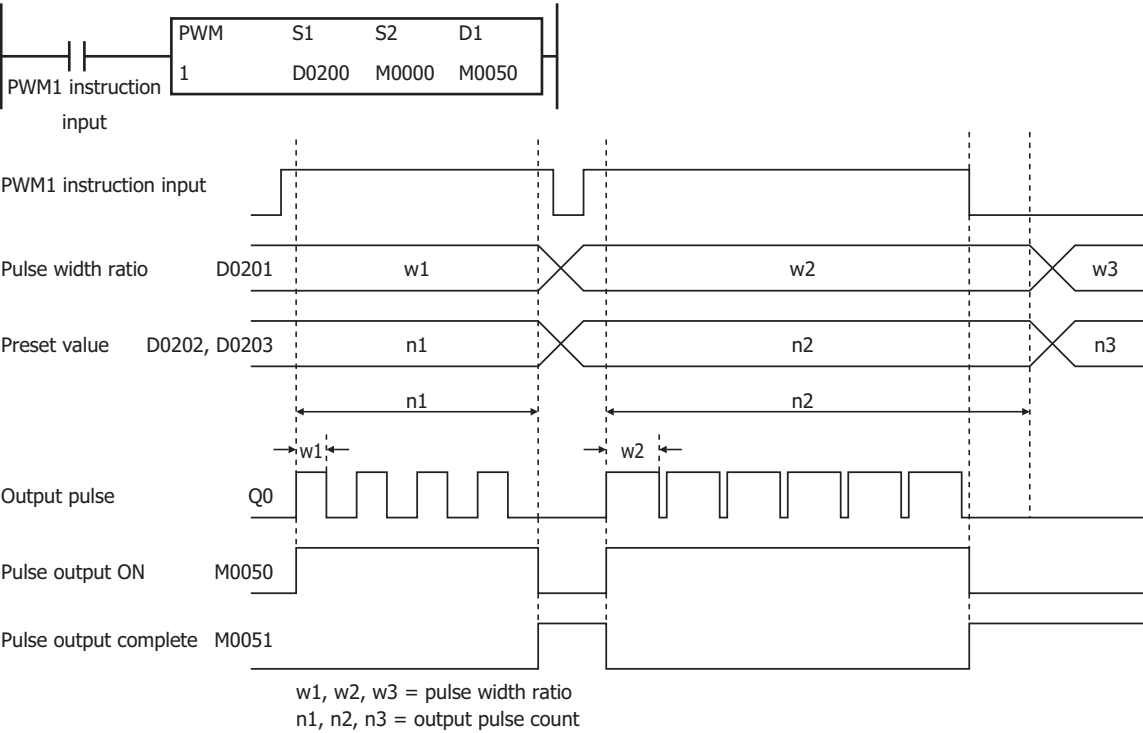 PWM S1 S2 D1
1 D0200 M0000 M0050
PWM1 instruction
input
PWM1 instruction input
Pulse width ratio D0201 w1 w2 w3
Preset value D0202, D0203 n1 n2 n3
n1 n2
w1 w2
Output pulse Q0
Pulse output ON M0050
Pulse output complete M0051
w1, w2, w3 = pulse width ratio
n1, n2, n3 = output pulse count